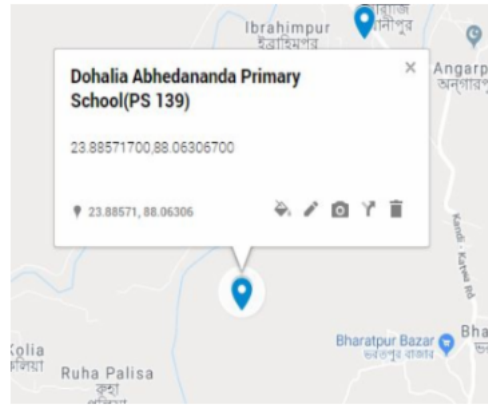 Ibrahimpur
ইব্রাহিমপুর
Angarp
অন্গারপ
Dohalia Abhedananda Primary
School(PS 139)
23.88571700,88.06306700
23.88571, 88.06306
Kandi - Katwa Rd
Bharatpur Bazar
ভরতপুর বাজার
Bha
Kolia
Ruha Palisa
রুহা